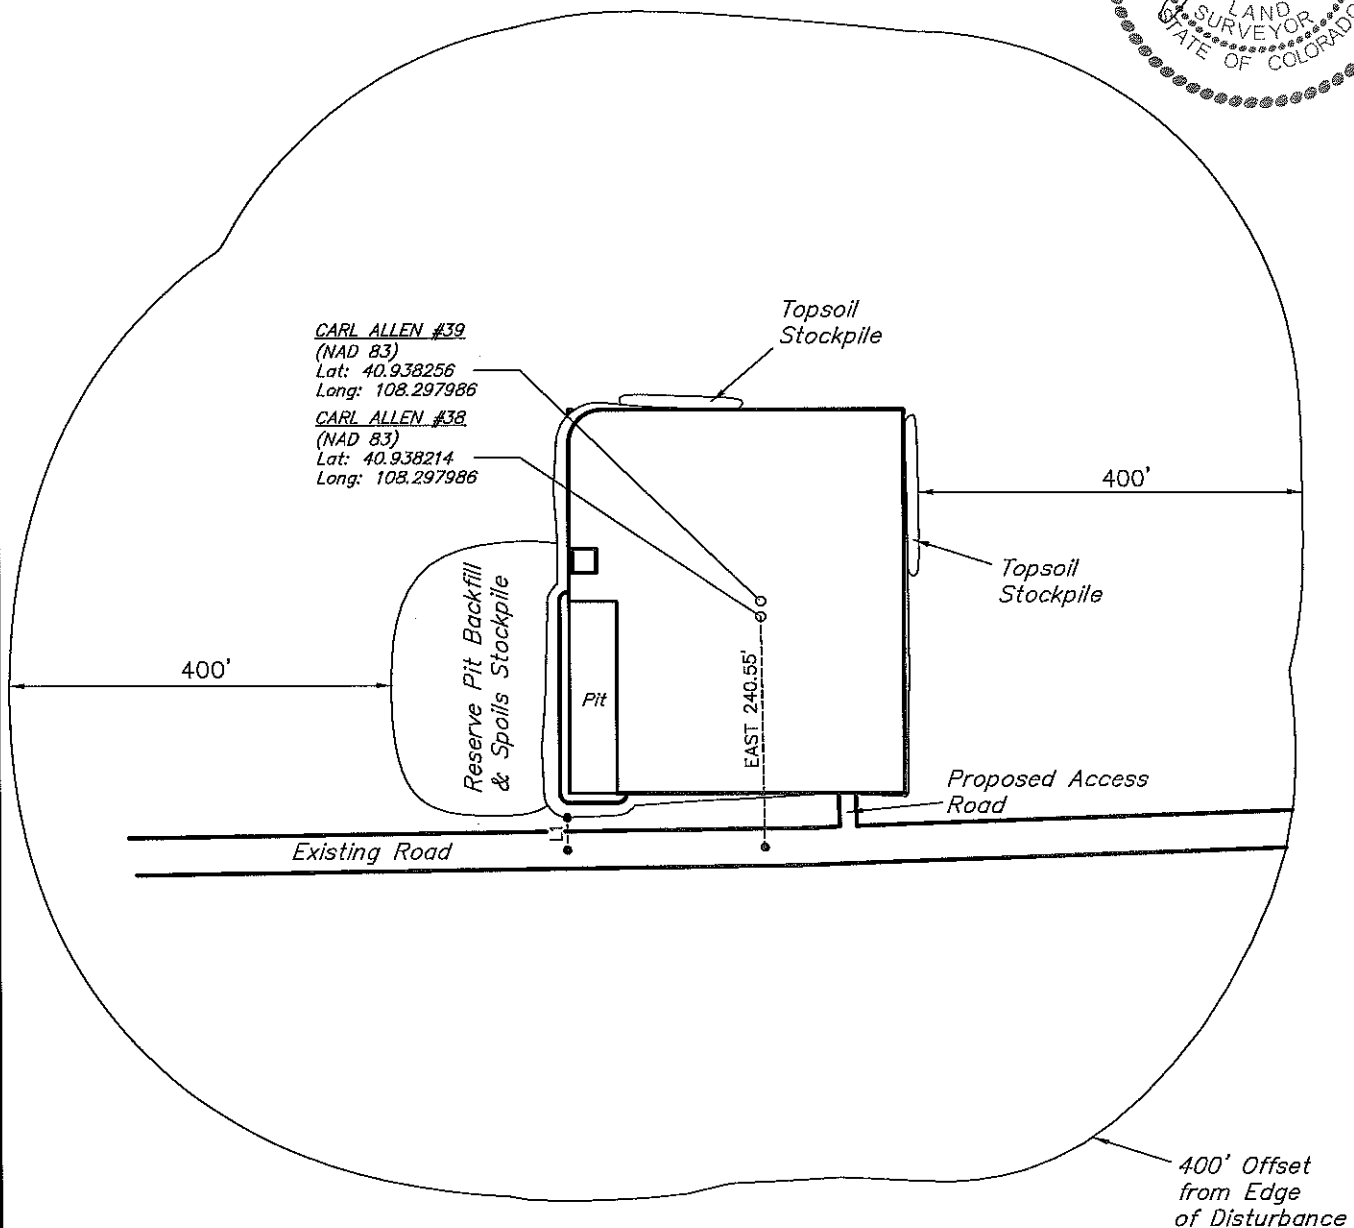 LAND
SURVEYOR
STATE OF COLORADO
Topsoil
Stockpile
CARL ALLEN #39
(NAD 83)
Lat: 40.938256
Long: 108.297986
CARL ALLEN #38
(NAD 83)
Lat: 40.938214
Long: 108.297986
400'
Topsoil
Stockpile
Reserve Pit Backfill
& Spoils Stockpile
400'
Pit
EAST 240.55'
Proposed Access
Road
L1
Existing Road
400' Offset
from Edge
of Disturbance